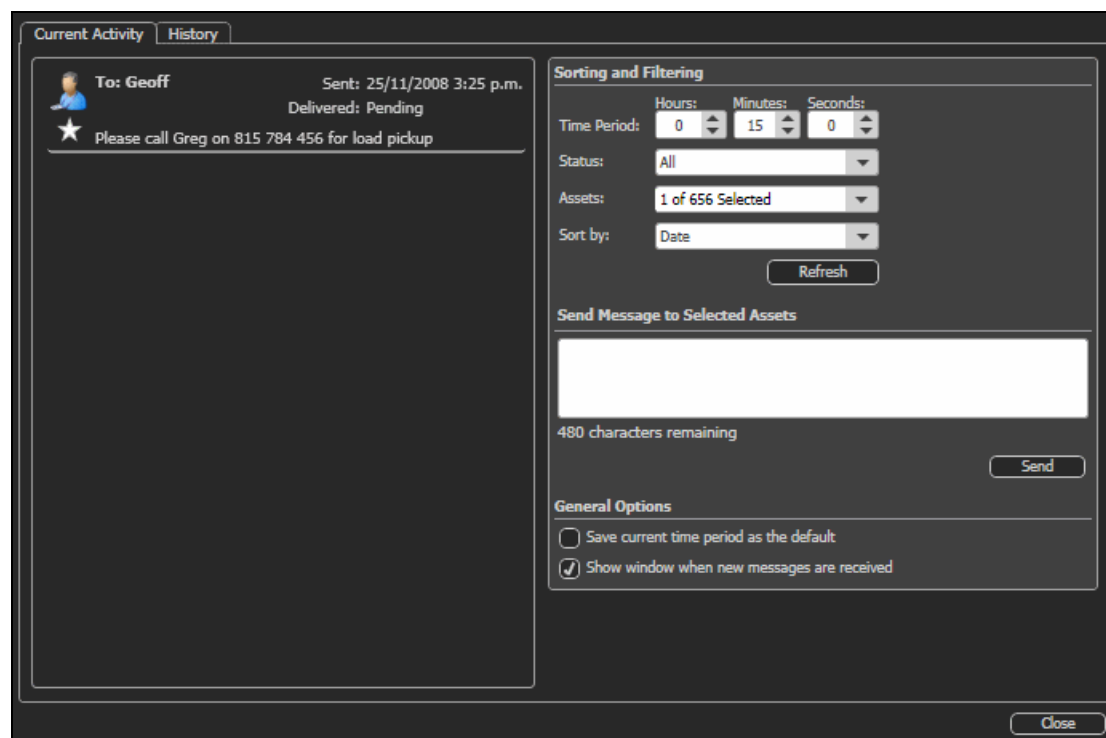 Current Activity
History
To: Geoff
Sent: 25/11/2008 3:25 p.m.
Delivered: Pending
Please call Greg on 815 784 456 for load pickup
Sorting and Filtering
Hours: Minutes: Seconds:
Time Period: 0 15 0
Status: All
Assets: 1 of 656 Selected
Sort by: Date
Refresh
Send Message to Selected Assets
480 characters remaining
Send
General Options
Save current time period as the default
Show window when new messages are received
Close